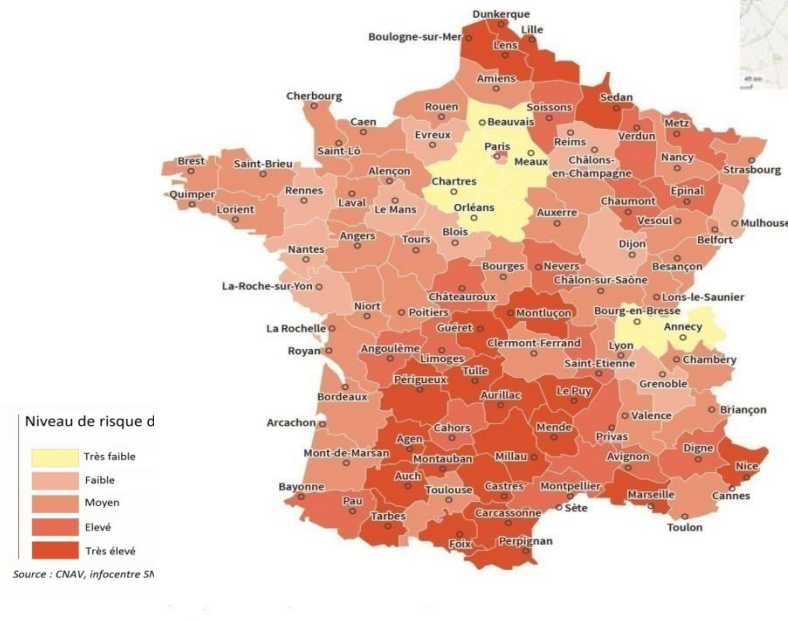 Dunkerque
Boulogne-sur-Mer
Lille
Lens
Amiens
Cherbourg
Rouen
Beauvais
Soissons
Sedan
Caen
Saint-Lô
Evreux
Paris
Meaux
Reims
Verdun
Metz
Châlons-
en-Champagne
Nancy
Strasbourg
Brest
Saint-Brieu
Alençon
Chartres
Quimper
Rennes
Laval
Le Mans
Orléans
Chaumont
Epinal
Lorient
Auxerre
Vesoul
Mulhouse
Angers
Tours
Blois
Dijon
Belfort
Nantes
Bourges
Nevers
Besançon
Châlon-sur-Saône
La-Roche-sur-Yon
Châteauroux
Lons-le-Saunier
Niort
Poitiers
Montluçon
Bourg-en-Bresse
La Rochelle
Guéret
Annecy
Royan
Angoulême
Limoges
Clermont-Ferrand
Lyon
Chambéry
Saint-Etienne
Périgueux
Tulle
Grenoble
Bordeaux
Aurillac
Le Puy
Valence
Briançon
Arcachon
Cahors
Mende
Privas
Agen
Mont-de-Marsan
Montauban
Millau
Avignon
Digne
Nice
Bayonne
Auch
Toulouse
Castres
Montpellier
Marseille
Cannes
Pau
Tarbes
Carcassonne
Sète
Toulon
Foix
Perpignan
Niveau de risque d
Très faible
Faible
Moyen
Elevé
Très élevé
Source : CNAV, infocentre SN